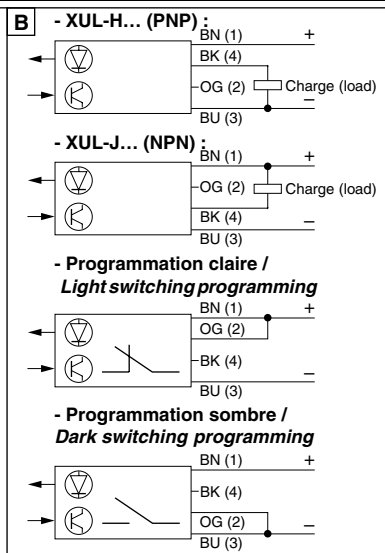 B
- XUL-H... (PNP) :
BN (1) +
BK (4)
OG (2) Charge (load)
BU (3) –
- XUL-J... (NPN) :
BN (1) +
OG (2) Charge (load)
BK (4)
BU (3) –
- Programmation claire /
Light switching programming
BN (1) +
OG (2)
BK (4)
BU (3) –
- Programmation sombre /
Dark switching programming
BN (1) +
BK (4)
OG (2) –
BU (3)